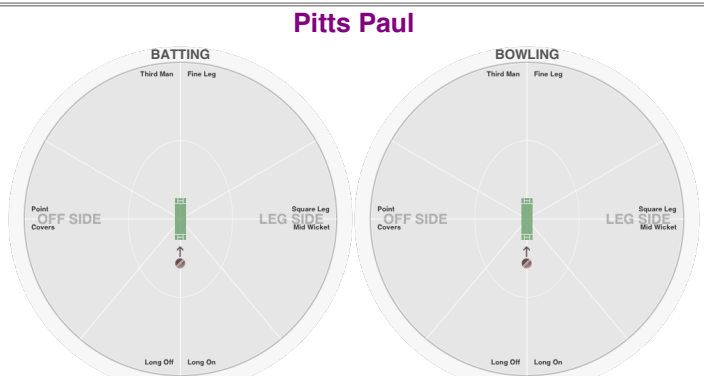 Pitts Paul
BATTING
Third Man
Fine Leg
Point
OFF SIDE
Covers
Square Leg
LEG SIDE
Mid Wicket
Long Off
Long On
BOWLING
Third Man
Fine Leg
Point
OFF SIDE
Covers
Square Leg
LEG SIDE
Mid Wicket
Long Off
Long On